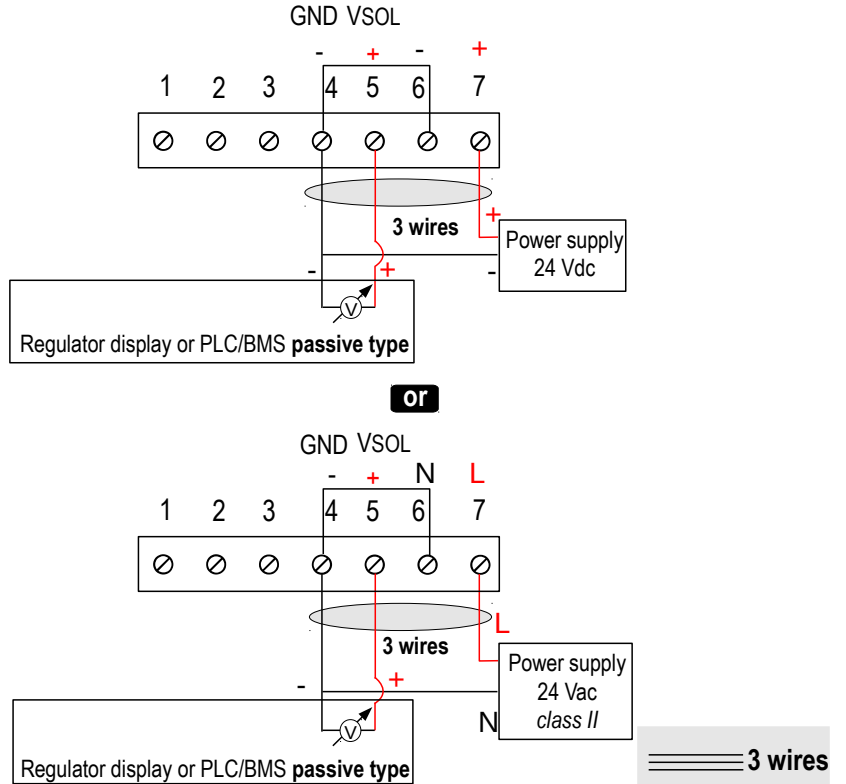 GND VSOL
- + - +
1 2 3 4 5 6 7
3 wires
+
Power supply
24 Vdc
- + -
Regulator display or PLC/BMS passive type
V
or
GND VSOL
- + N L
1 2 3 4 5 6 7
L
3 wires
Power supply
24 Vac
class II
- +
N
V
Regulator display or PLC/BMS passive type
3 wires